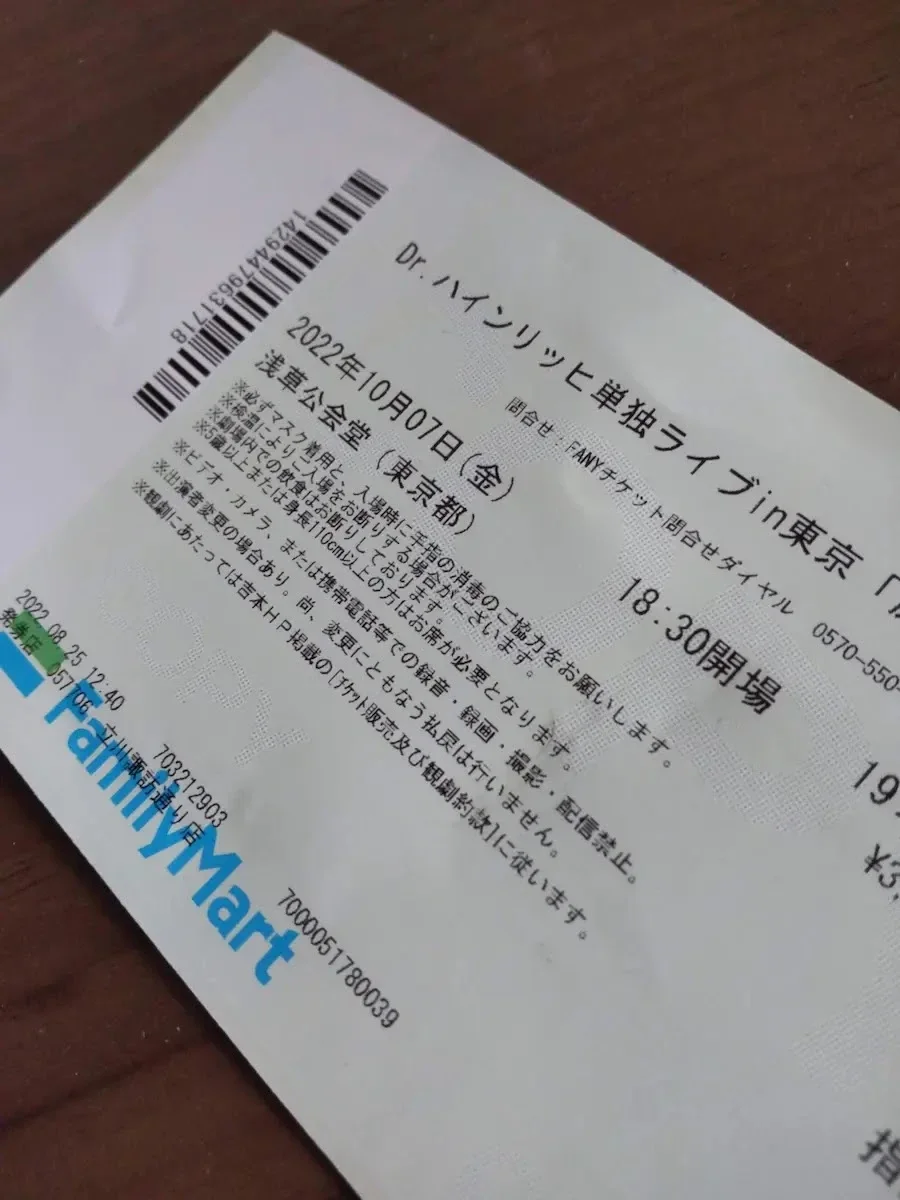 Dr.ハインリッヒ単独ライブin東京「
問合せ:FANYチケット問合せダイヤル 0570-550-
2022年10月07日(金) 18:30開場 19
浅草公会堂(東京都) ¥3,
※必ずマスク着用と、入場時に手指の消毒のご協力をお願いします。
※検温によりご入場をお断りする場合がございます。
※劇場内での飲食はお断りしております。
※5歳以上または身長110cm以上の方はお席が必要となります。
※ビデオ・カメラ、または携帯電話等での録音・録画・撮影・配信禁止。
※出演者変更の場合あり。尚、変更にともなう払戻は行いません。
※観劇にあたっては吉本HP掲載の[チケット販売及び観劇約款]に従います。
指
14294479631718
2022.08.25 12:40 703212903 7000051780039
発券店 057706 立川諏訪通り店
FamilyMart